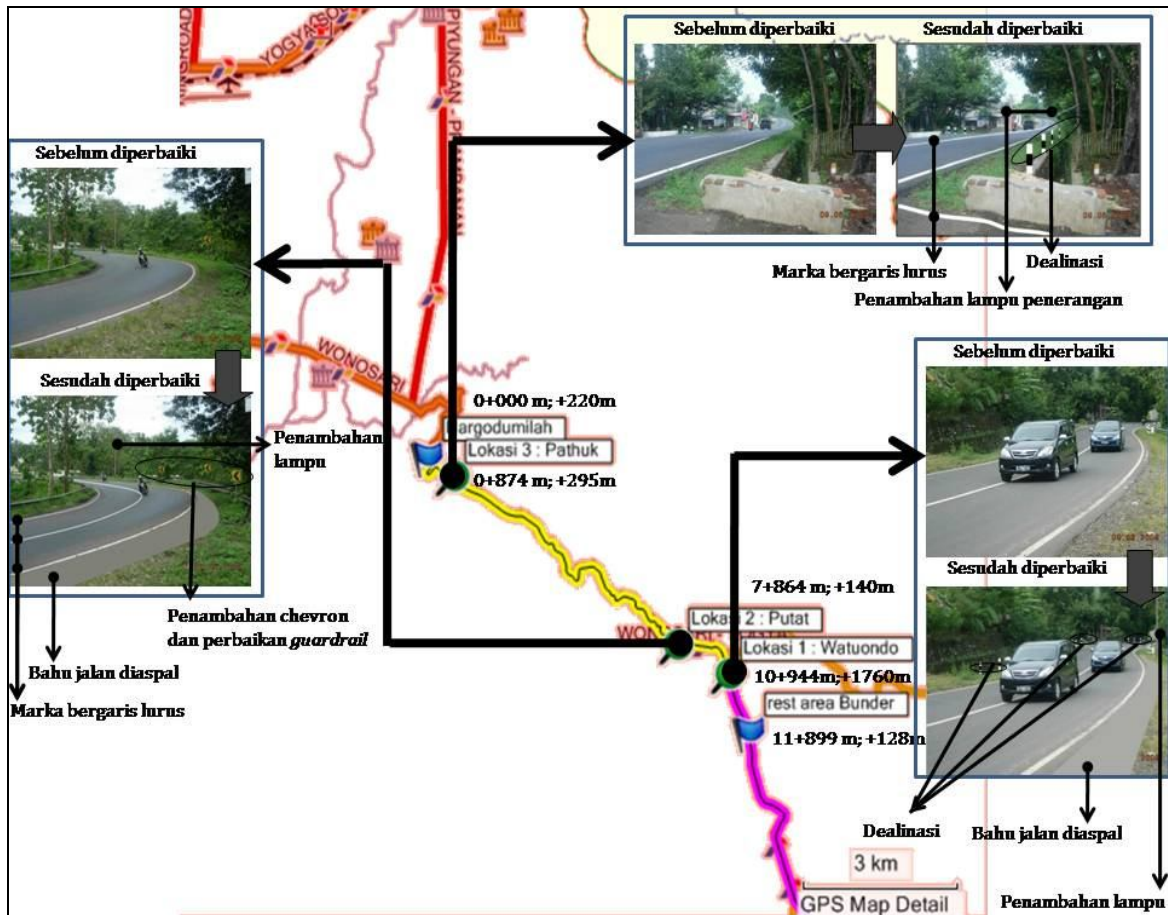 Sebelum diperbaiki
Sesudah diperbaiki
Marka bergaris lurus
Dealinasi
Penambahan lampu penerangan
Sebelum diperbaiki
Sesudah diperbaiki
Penambahan
lampu
Penambahan chevron
dan perbaikan guardrail
Bahu jalan diaspal
Marka bergaris lurus
YOGYA
PIYUNGAN - P
WONOSARI
0+000 m; +220m
argodumilah
Lokasi 3 : Pathuk
0+874 m; +295m
7+864 m; +140m
Lokasi 2 : Putat
Lokasi 1 : Watuondo
10+944m;+1760m
rest area Bunder
11+899 m; +128m
Sebelum diperbaiki
Sesudah diperbaiki
Dealinasi
Bahu jalan diaspal
Penambahan lampu
3 km
GPS Map Detail